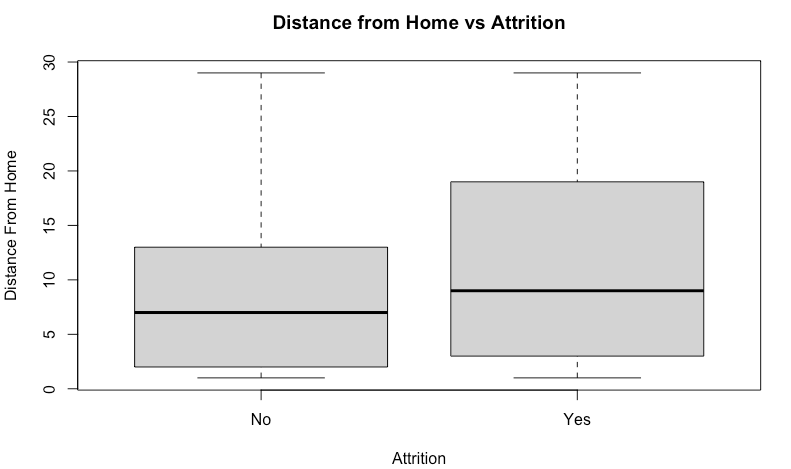 Distance from Home vs Attrition
Distance From Home
30
25
20
15
10
5
0
No Yes
Attrition